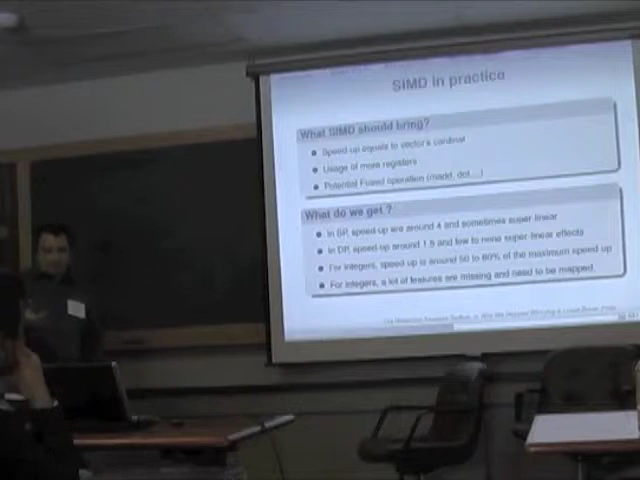 SIMD in practice
What SIMD should bring?
Speed-up equals to vector's cardinal
Usage of more registers
Potential Fused operation (madd, dot....)
What do we get ?
In SP, speed-up are around 4 and sometimes super-linear
In DP, speed-up around 1.5 and few to none super-linear effects
For integers, speed up is around 50 to 60% of the maximum speed up
For integers, a lot of features are missing and need to be mapped.